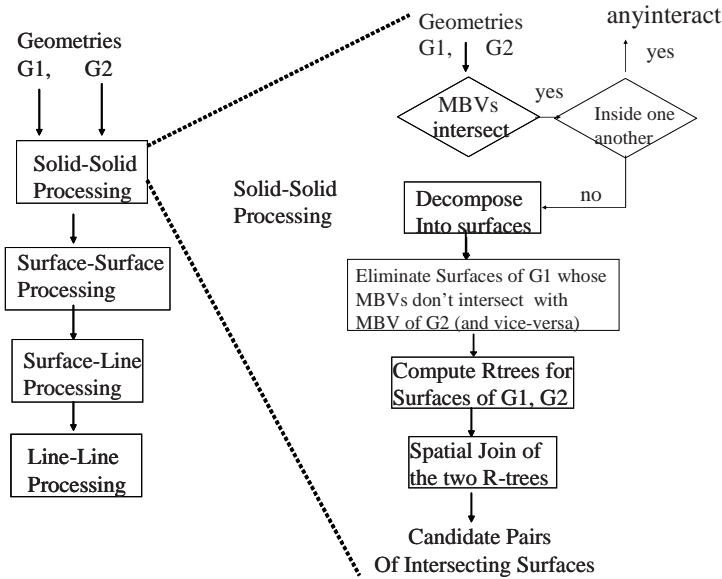 Geometries
G1, G2
Solid-Solid
Processing
Surface-Surface
Processing
Surface-Line
Processing
Line-Line
Processing
Solid-Solid
Processing
Geometries
G1, G2
MBVs
intersect
yes
Inside one
another
yes
anyinteract
no
Decompose
Into surfaces
Eliminate Surfaces of G1 whose
MBVs don't intersect with
MBV of G2 (and vice-versa)
Compute Rtrees for
Surfaces of G1, G2
Spatial Join of
the two R-trees
Candidate Pairs
Of Intersecting Surfaces